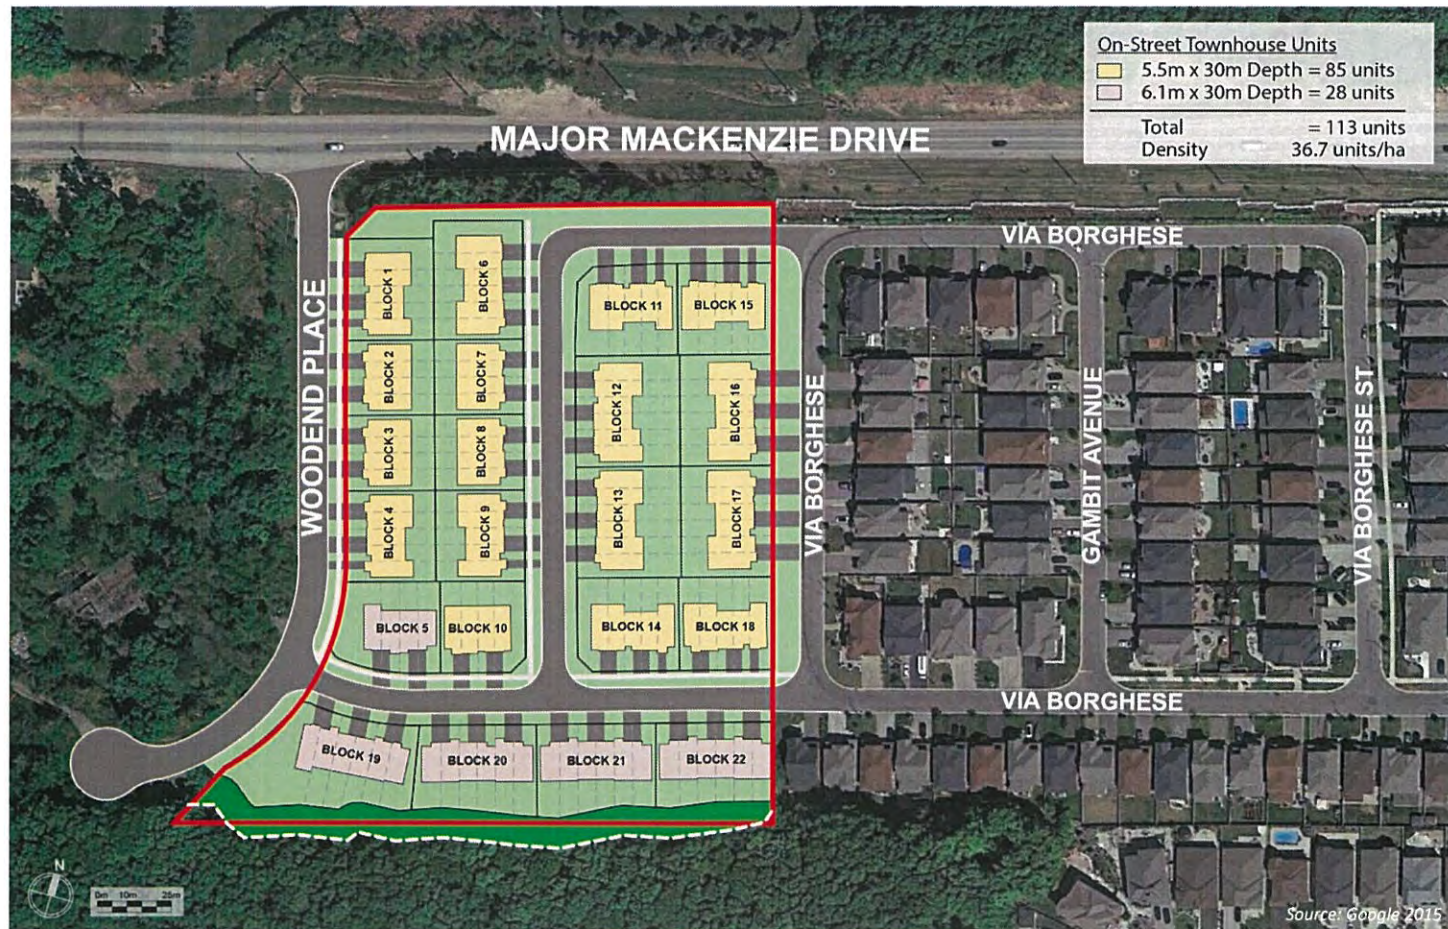 On-Street Townhouse Units
5.5m x 30m Depth = 85 units
6.1m x 30m Depth = 28 units
Total = 113 units
Density 36.7 units/ha
MAJOR MACKENZIE DRIVE
WOODEND PLACE
VIA BORGHESE
BLOCK 1
BLOCK 6
BLOCK 11
BLOCK 15
BLOCK 2
BLOCK 7
BLOCK 12
BLOCK 16
VIA BORGHESE
GAMBIT AVENUE
VIA BORGHESE ST
BLOCK 3
BLOCK 8
BLOCK 4
BLOCK 9
BLOCK 13
BLOCK 17
BLOCK 5
BLOCK 10
BLOCK 14
BLOCK 18
VIA BORGHESE
BLOCK 19
BLOCK 20
BLOCK 21
BLOCK 22
N
0m 10m 25m
Source: Google 2015